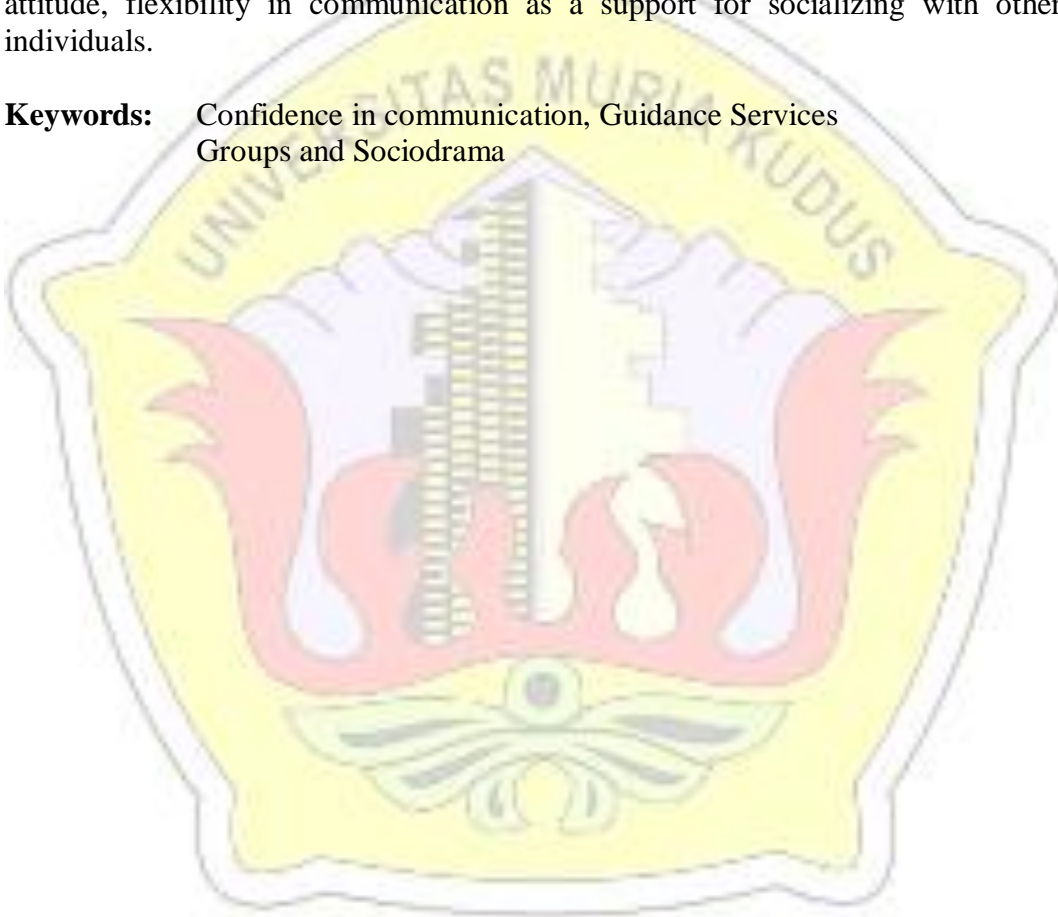 attitude, flexibility in communication as a support for socializing with other
individuals.
Keywords: Confidence in communication, Guidance Services
Groups and Sociodrama
UNIVERSITAS MURIA KUDUS